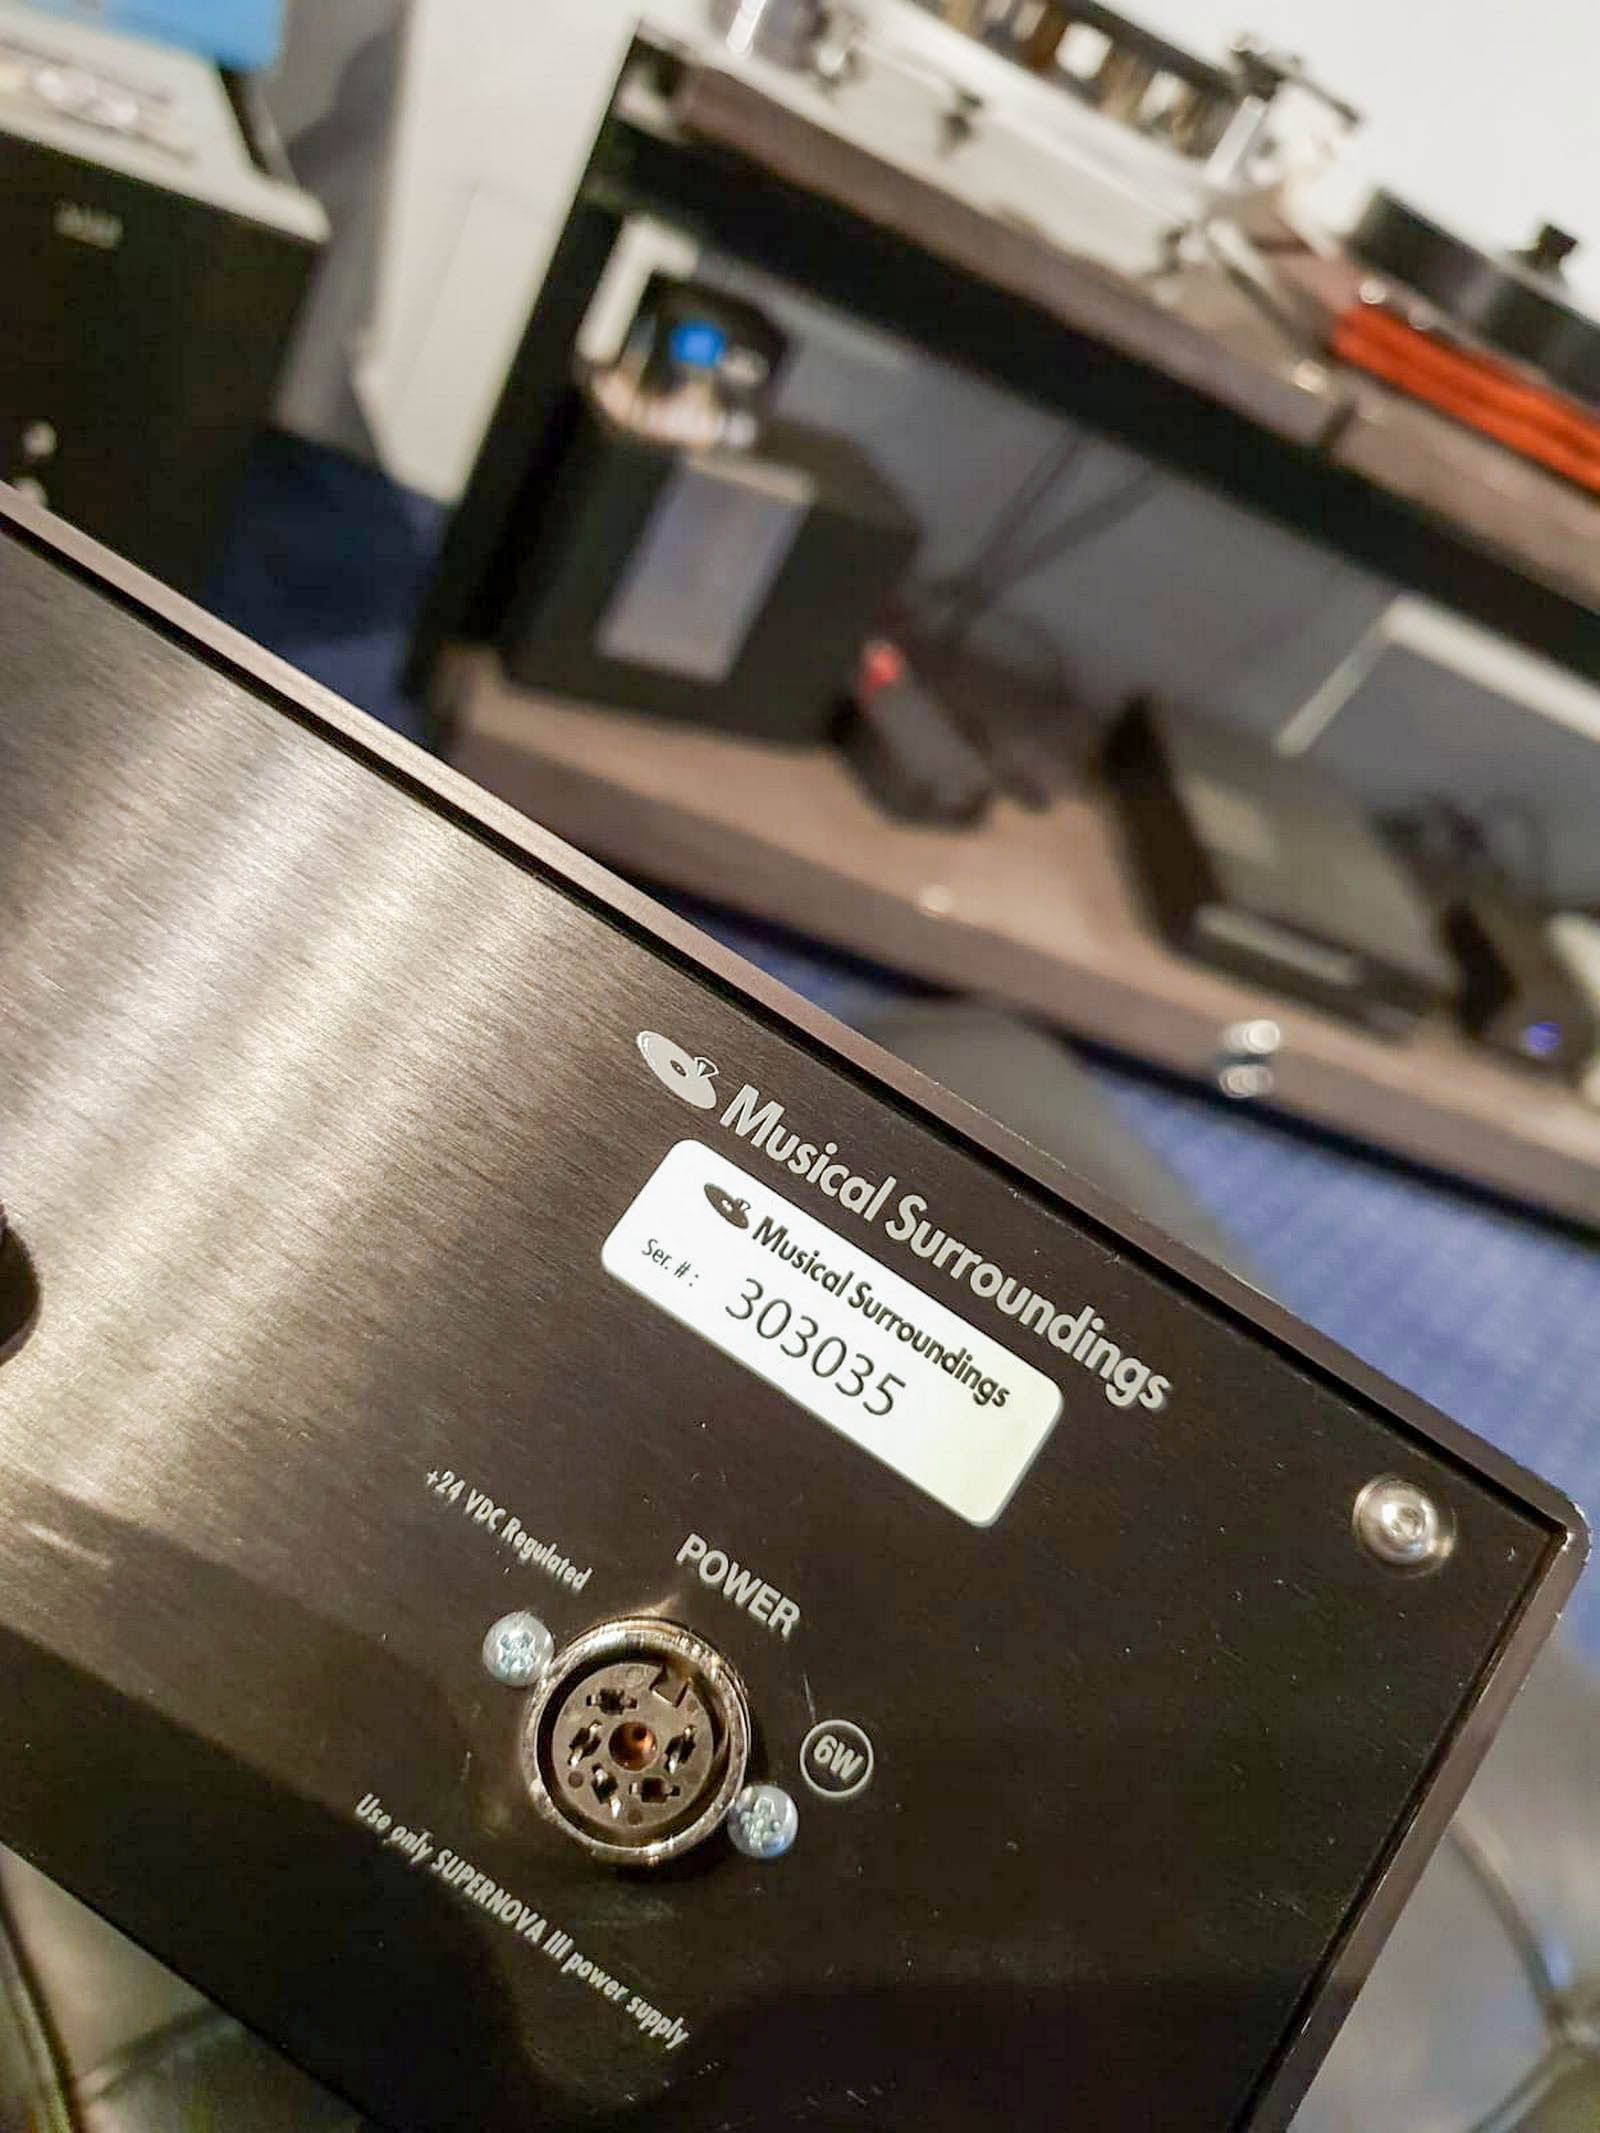 Musical Surroundings
Musical Surroundings
Ser. # : 303035
+24 VDC Regulated
POWER
6W
Use only SUPERNOVA III power supply